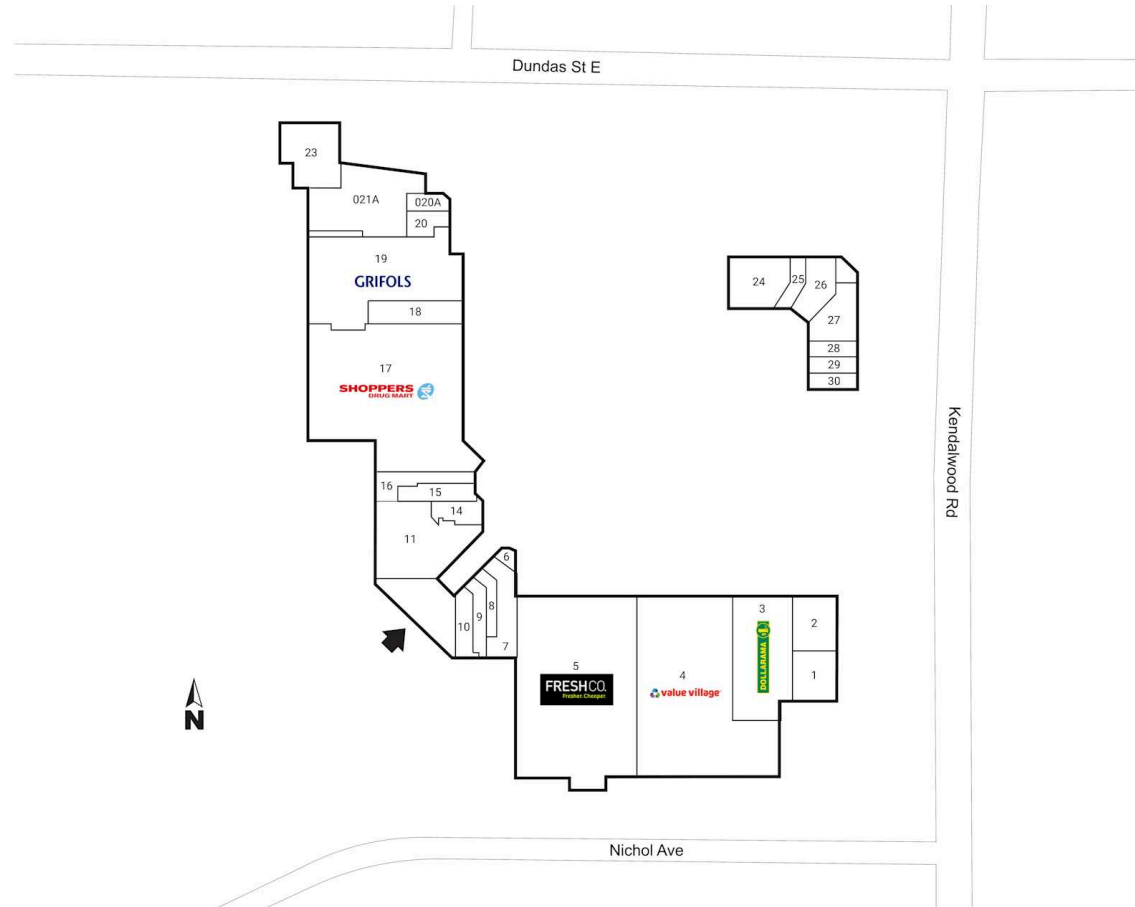 Dundas St E
23
021A
020A
20
19
GRIFOLS
18
17
SHOPPERS
DRUG MART
16
15
14
11
24
25
26
27
28
29
30
Kendalwood Rd
6
8
10
9
7
5
FRESHCO.
Fresher. Cheaper.
4
value village
3
DOLLARAMA
2
1
N
Nichol Ave